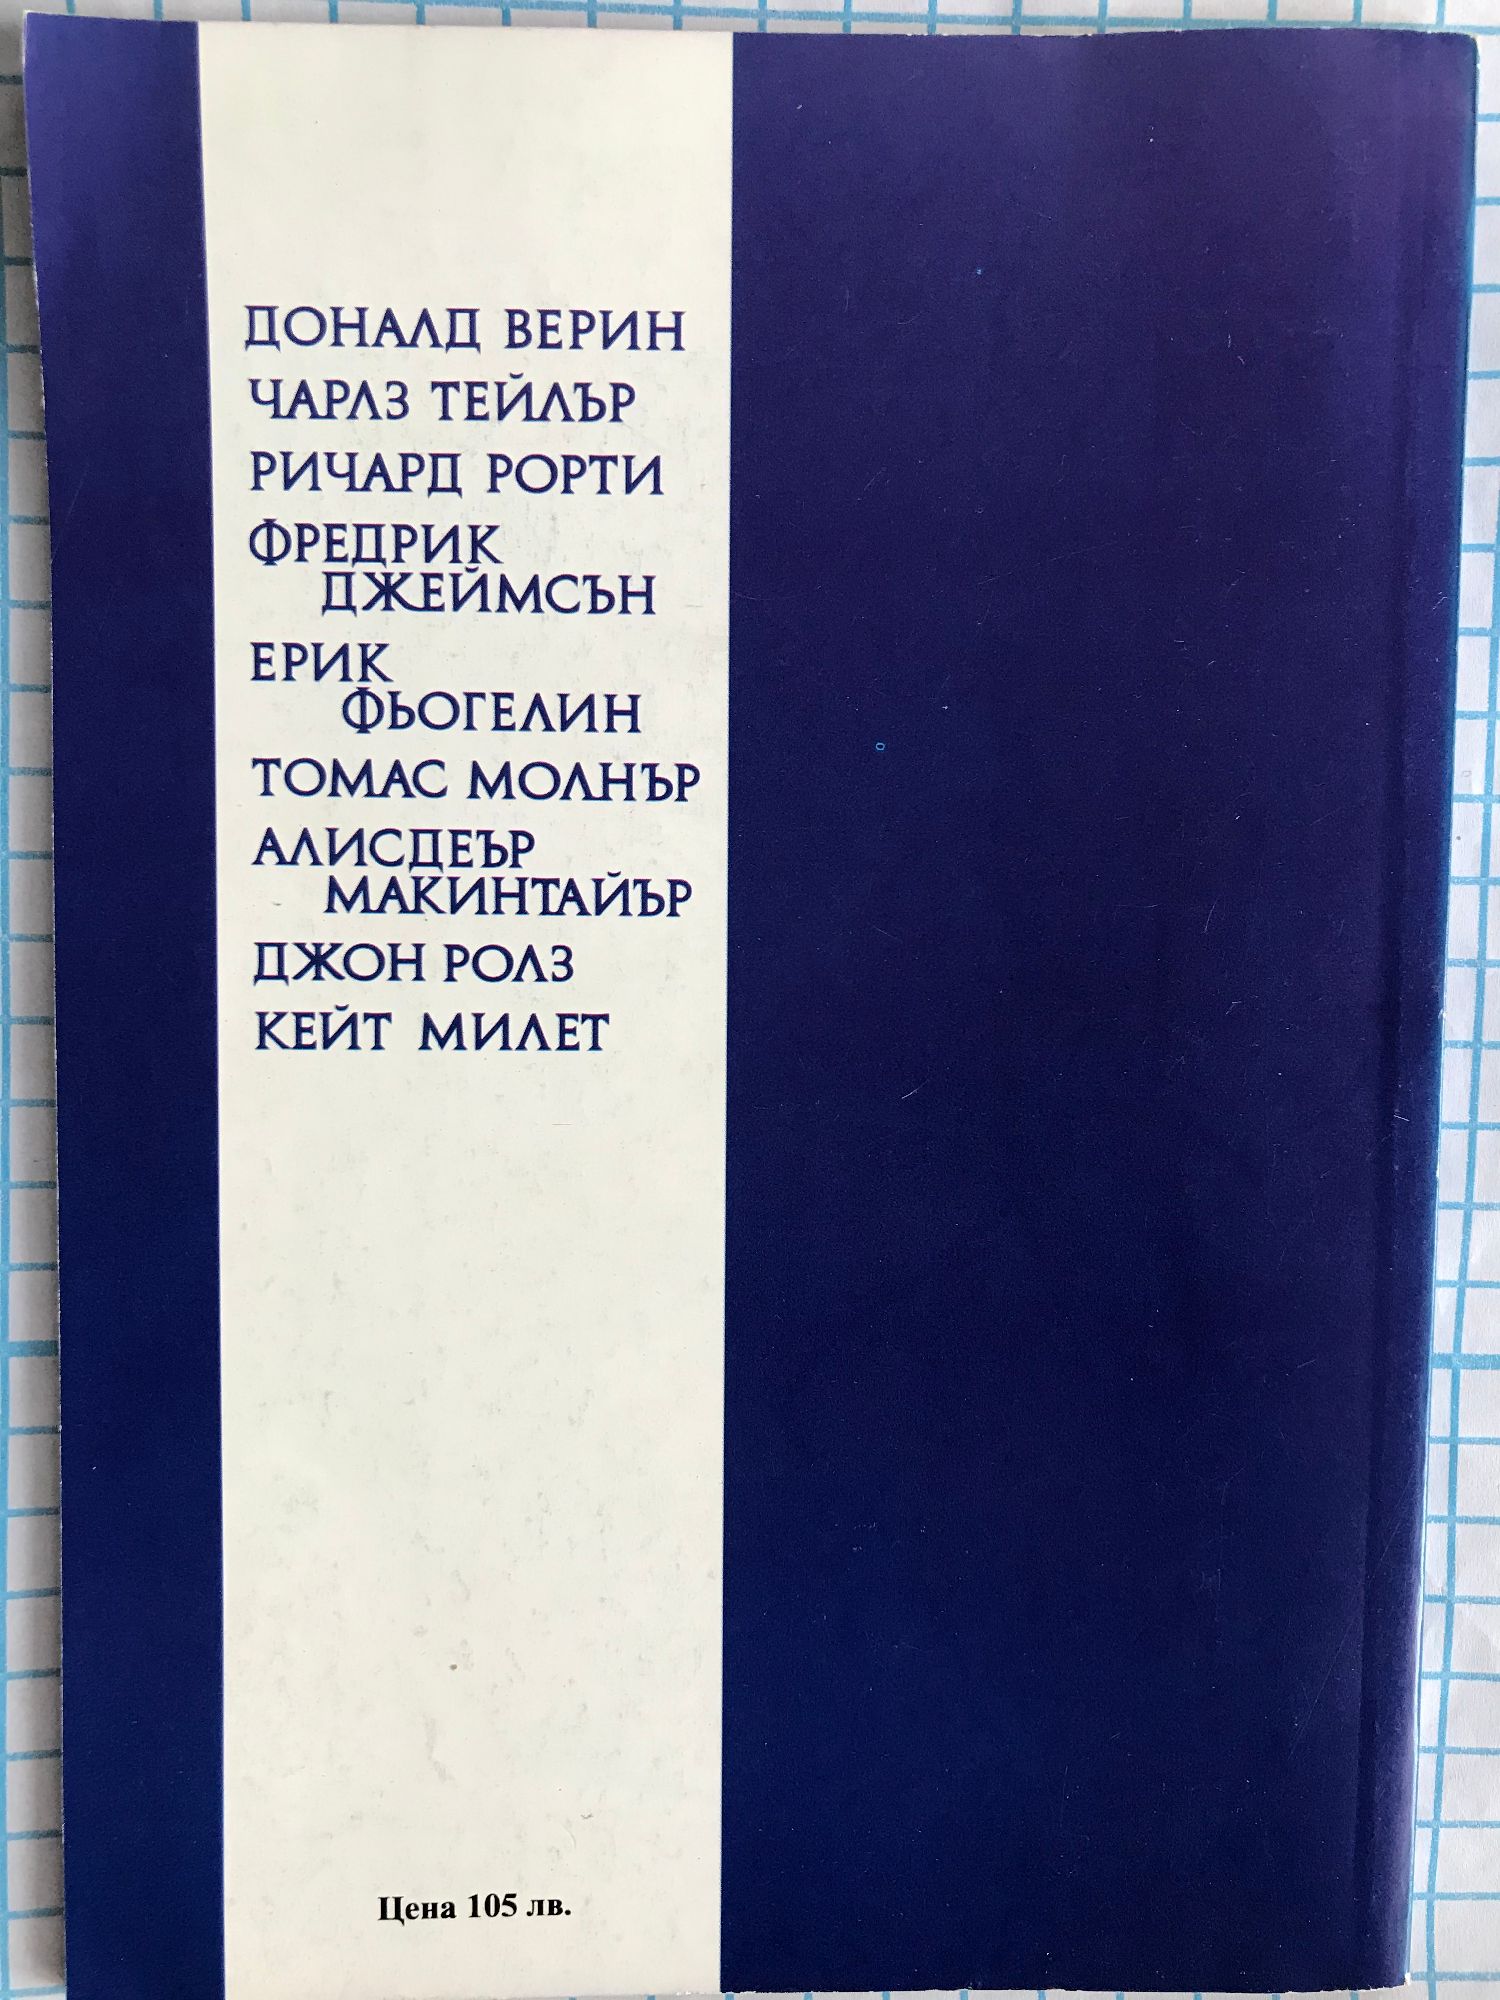 ДОНАЛД ВЕРИН
ЧАРЛЗ ТЕЙЛЪР
РИЧАРД РОРТИ
ФРЕДРИК
ДЖЕЙМСЪН
ЕРИК
ФЬОГЕЛИН
ТОМАС МОЛНЪР
АЛИСДЕЪР
МАКИНТАЙЪР
ДЖОН РОЛЗ
КЕЙТ МИЛЕТ
Цена 105 лв.